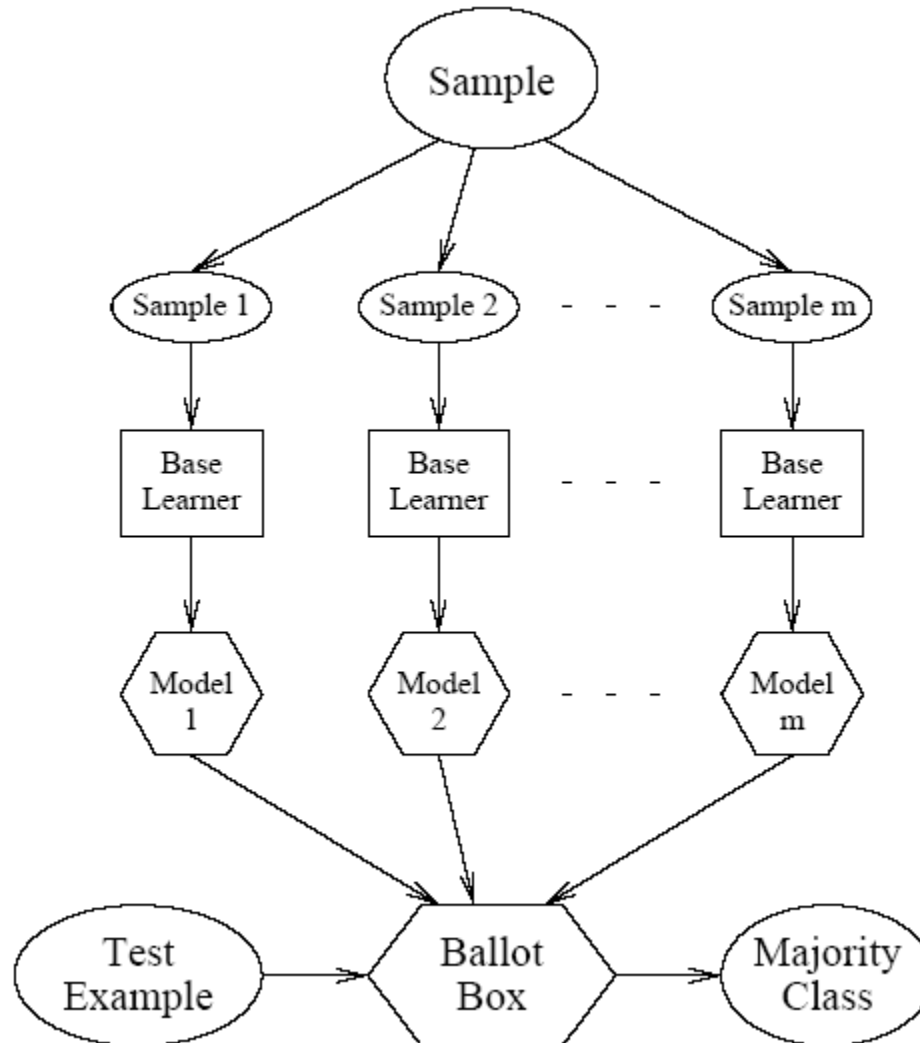 Sample
Sample 1
Sample 2
- - -
Sample m
Base
Learner
Base
Learner
- - -
Base
Learner
Model
1
Model
2
- - -
Model
m
Test
Example
Ballot
Box
Majority
Class